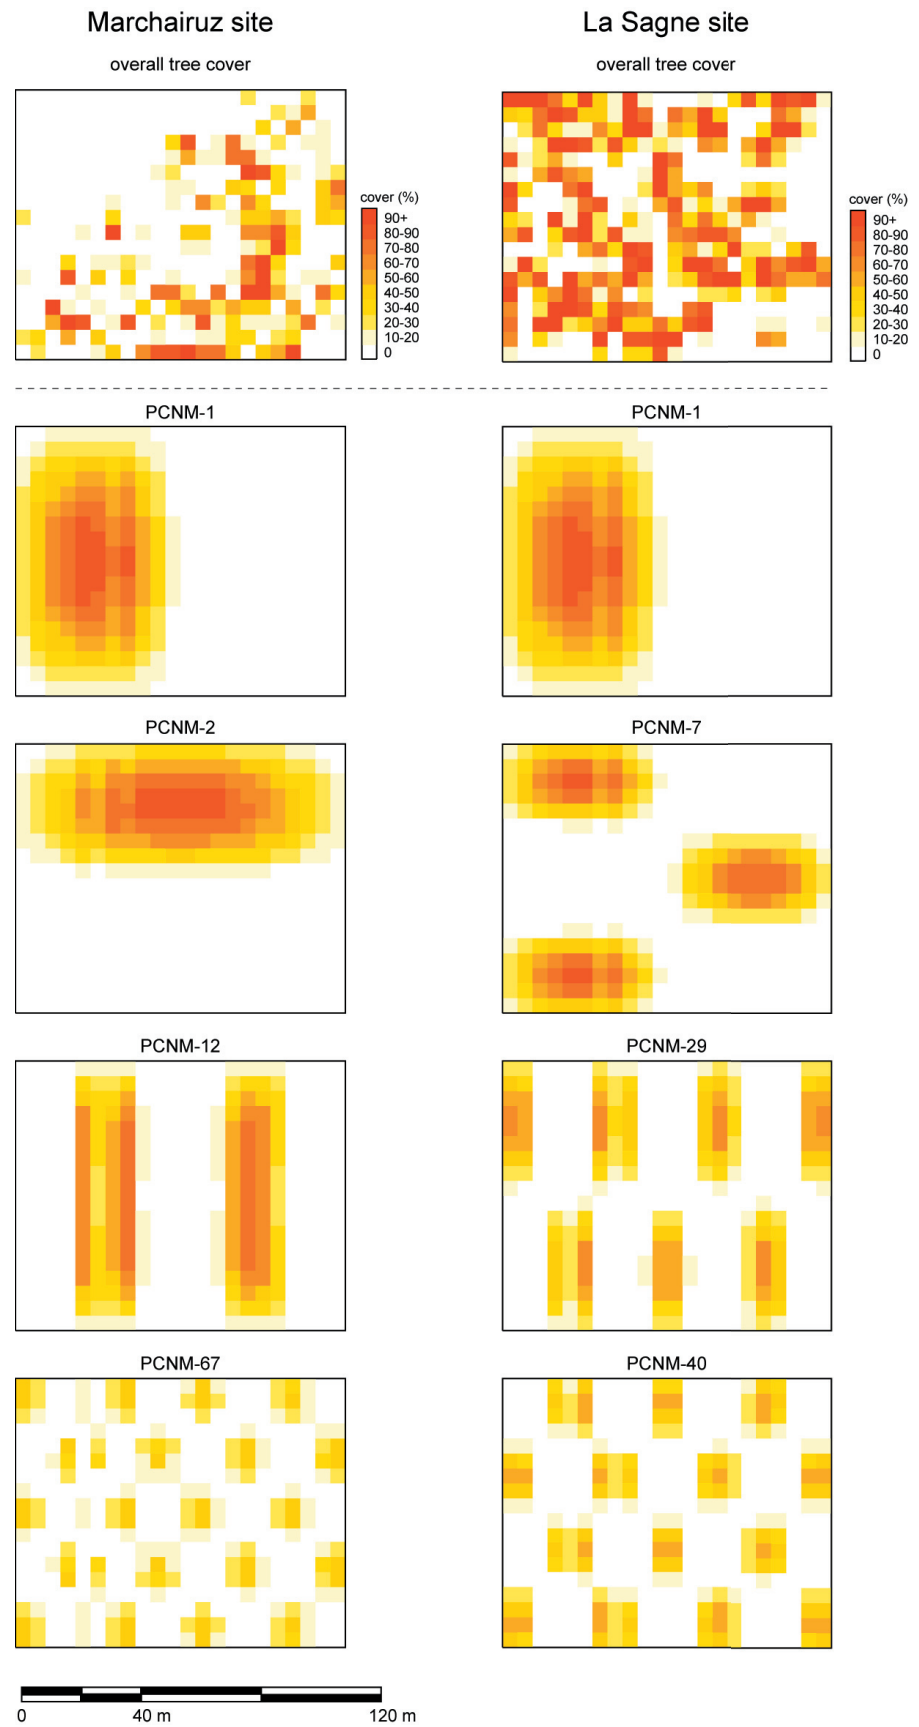 Marchairuz site
La Sagne site
overall tree cover
overall tree cover
cover (%)
90+
80-90
70-80
60-70
50-60
40-50
30-40
20-30
10-20
0
cover (%)
90+
80-90
70-80
60-70
50-60
40-50
30-40
20-30
10-20
0
PCNM-1
PCNM-1
PCNM-2
PCNM-7
PCNM-12
PCNM-29
PCNM-67
PCNM-40
0 40 m 120 m